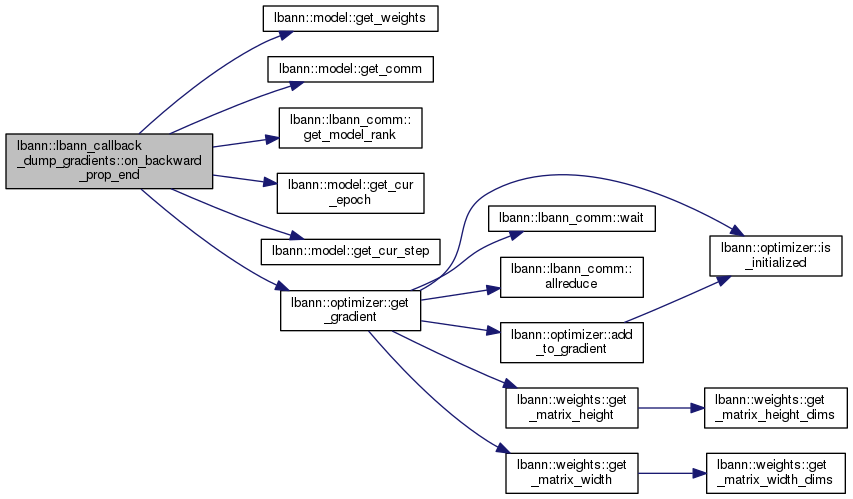 lbann::model::get_weights
lbann::model::get_comm
lbann::lbann_comm::
get_model_rank
lbann::lbann_callback
_dump_gradients::on_backward
_prop_end
lbann::model::get_cur
_epoch
lbann::model::get_cur_step
lbann::optimizer::get
_gradient
lbann::lbann_comm::wait
lbann::lbann_comm::
allreduce
lbann::optimizer::add
_to_gradient
lbann::optimizer::is
_initialized
lbann::weights::get
_matrix_height
lbann::weights::get
_matrix_height_dims
lbann::weights::get
_matrix_width
lbann::weights::get
_matrix_width_dims